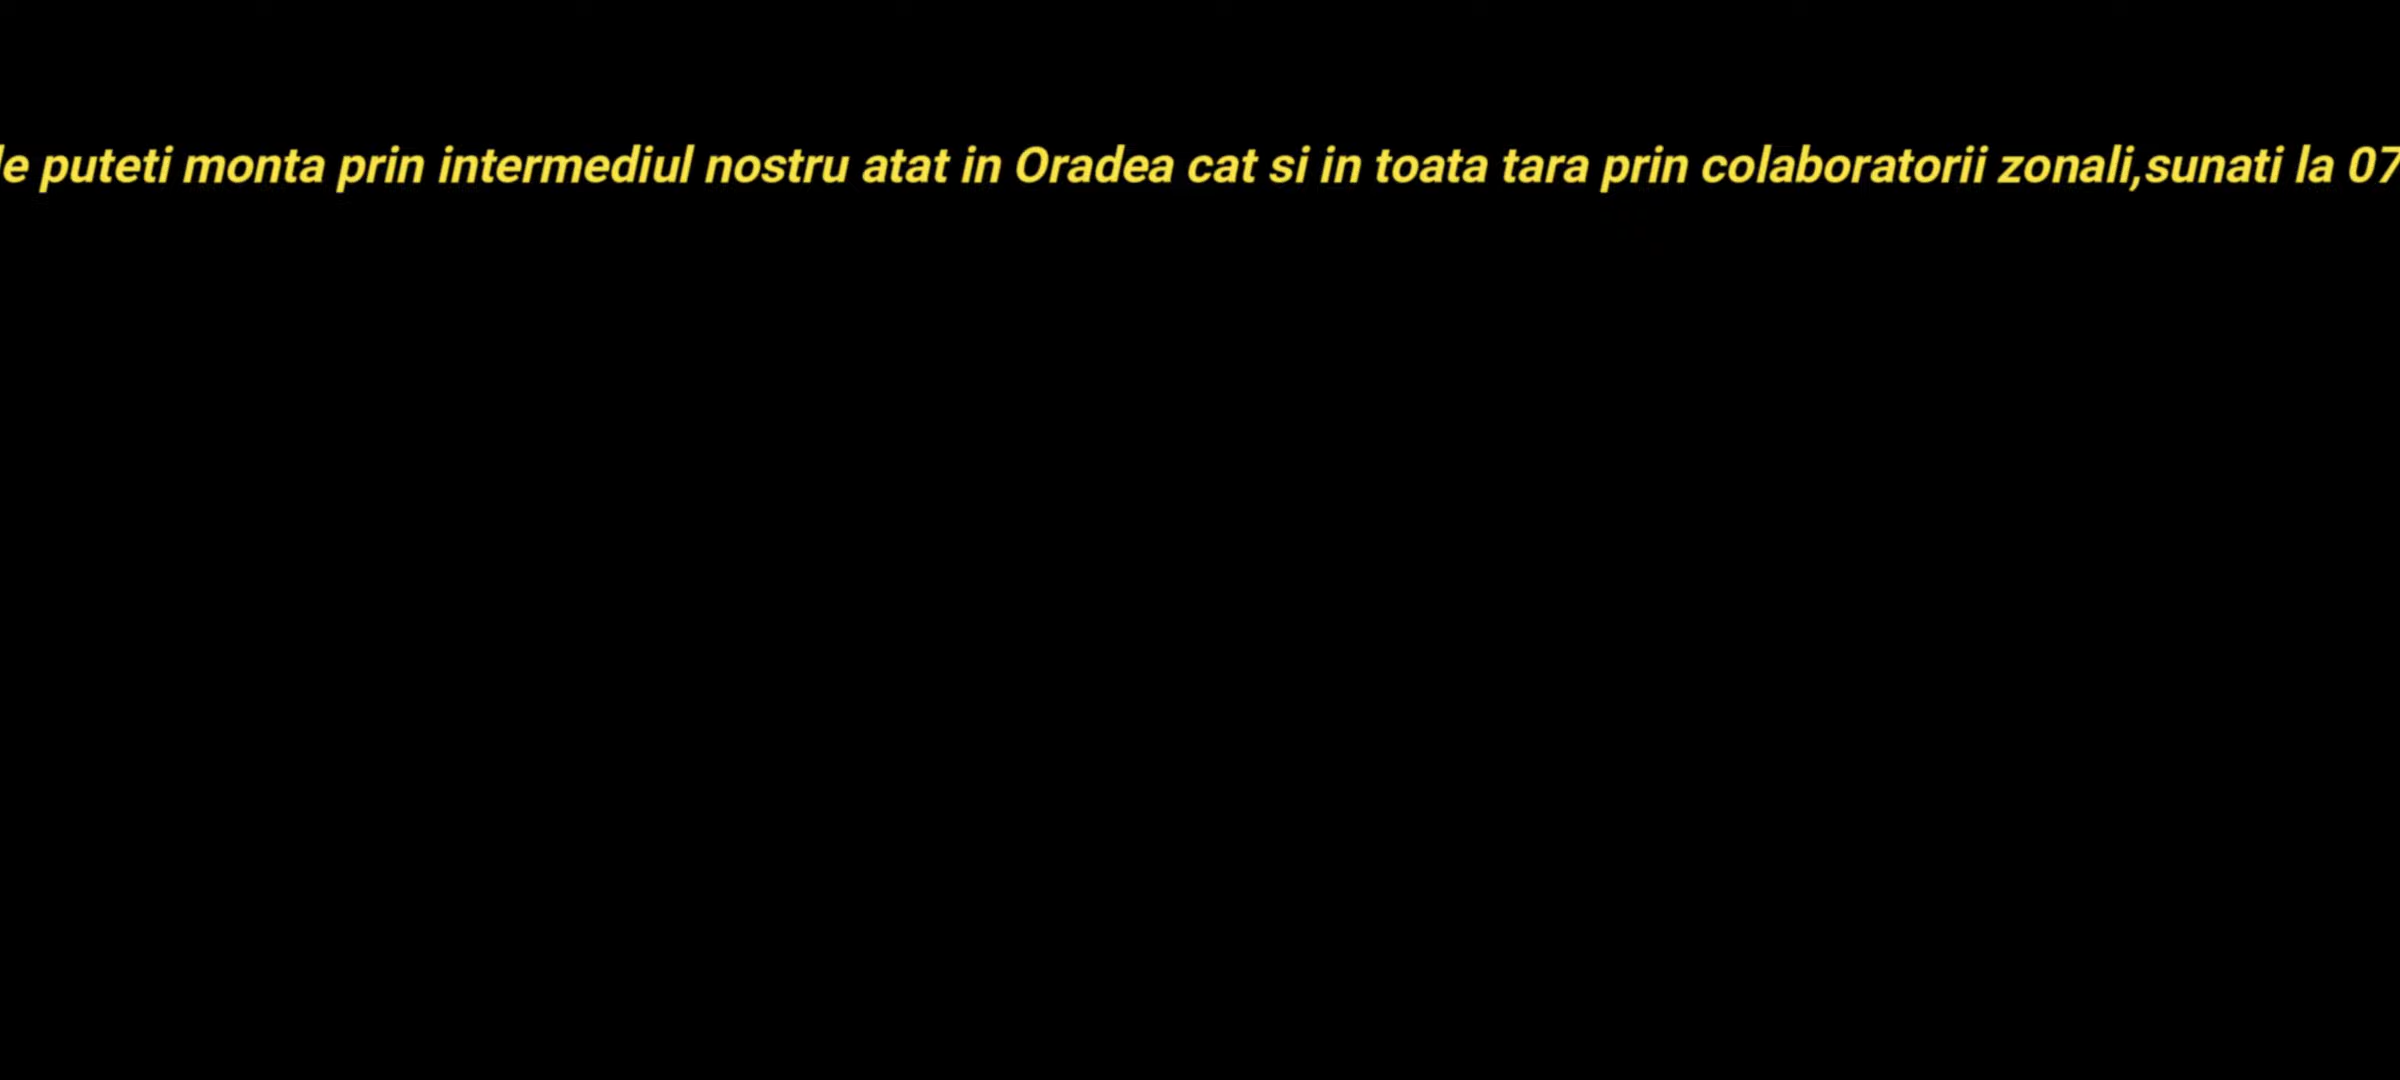 le puteti monta prin intermediul nostru atat in Oradea cat si in toata tara prin colaboratorii zonali,sunati la 07